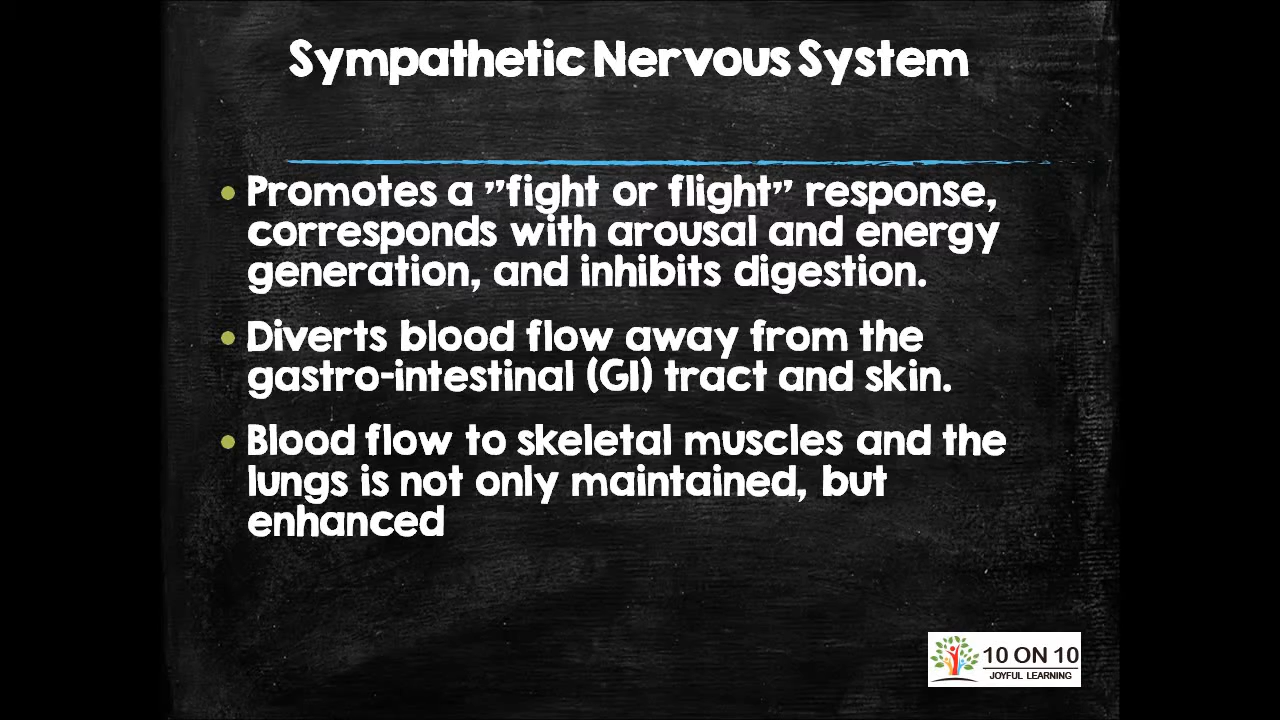 Sympathetic Nervous System
• Promotes a ”fight or flight” response,
corresponds with arousal and energy
generation, and inhibits digestion.
• Diverts blood flow away from the
gastro-intestinal (GI) tract and skin.
• Blood flow to skeletal muscles and the
lungs is not only maintained, but
enhanced
10 ON 10
JOYFUL LEARNING